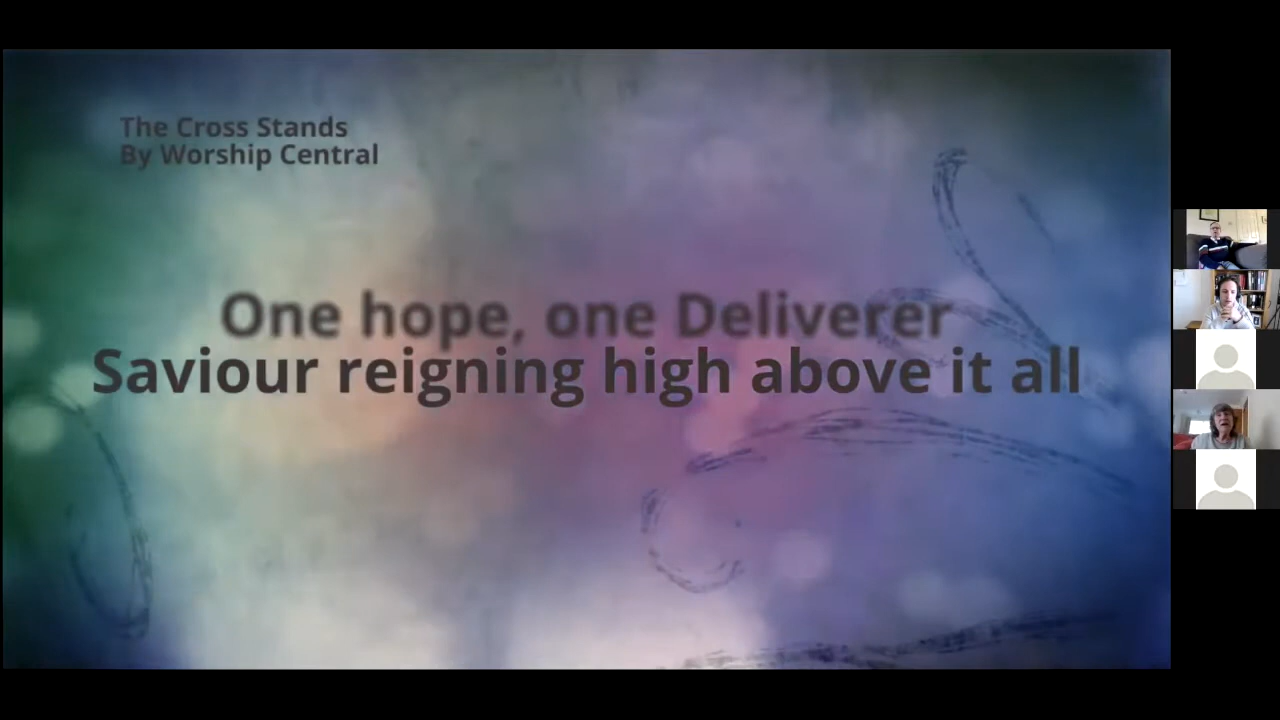 The Cross Stands
By Worship Central
One hope, one Deliverer
Saviour reigning high above it all